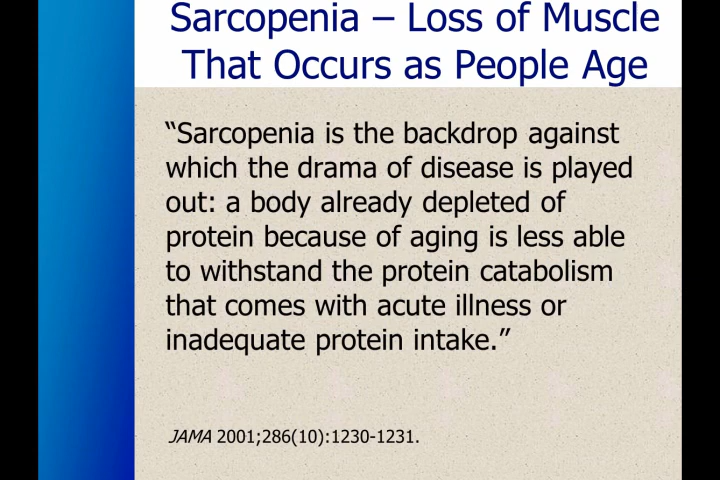 Sarcopenia – Loss of Muscle
That Occurs as People Age
“Sarcopenia is the backdrop against
which the drama of disease is played
out: a body already depleted of
protein because of aging is less able
to withstand the protein catabolism
that comes with acute illness or
inadequate protein intake.”
JAMA 2001;286(10):1230-1231.